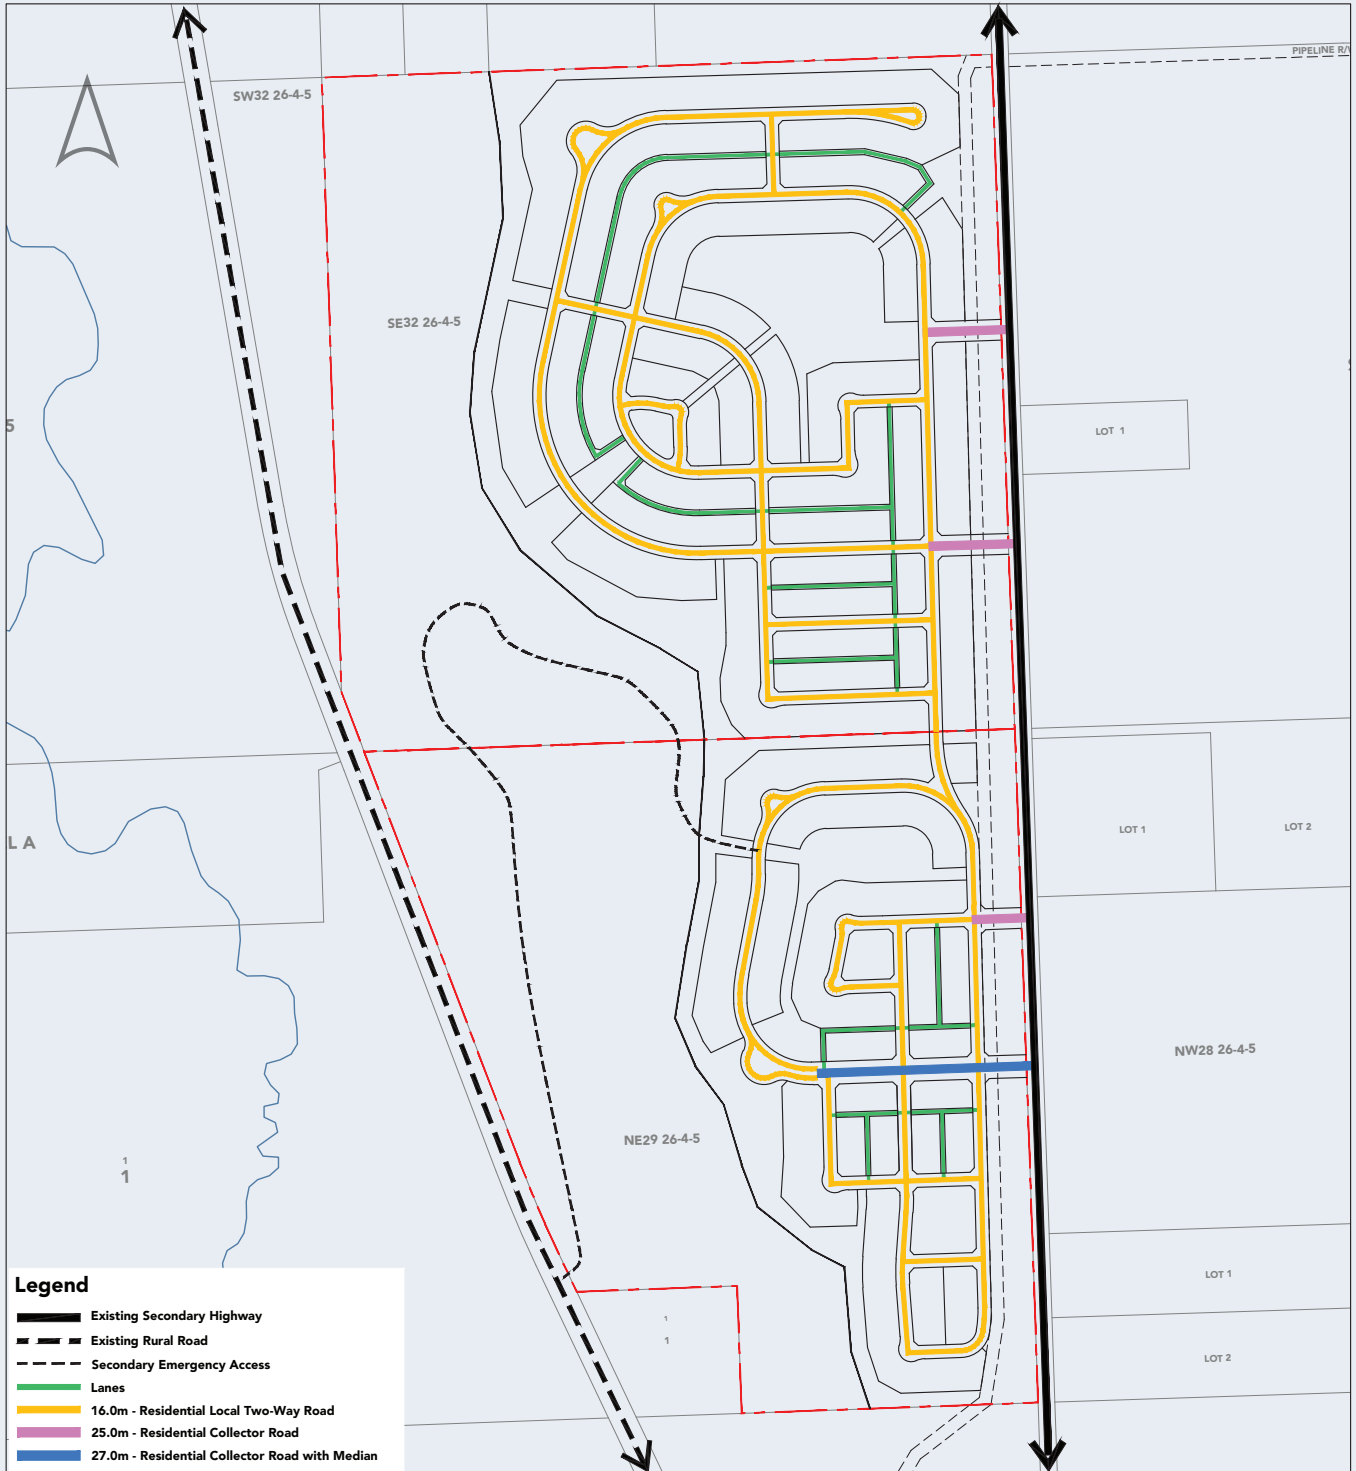 PIPELINE R/
SW32 26-4-5
SE32 26-4-5
5
LOT 1
LOT 1
LOT 2
L A
NW28 26-4-5
NE29 26-4-5
1
1
LOT 1
1
1
LOT 2
Legend
Existing Secondary Highway
Existing Rural Road
Secondary Emergency Access
Lanes
16.0m - Residential Local Two-Way Road
25.0m - Residential Collector Road
27.0m - Residential Collector Road with Median